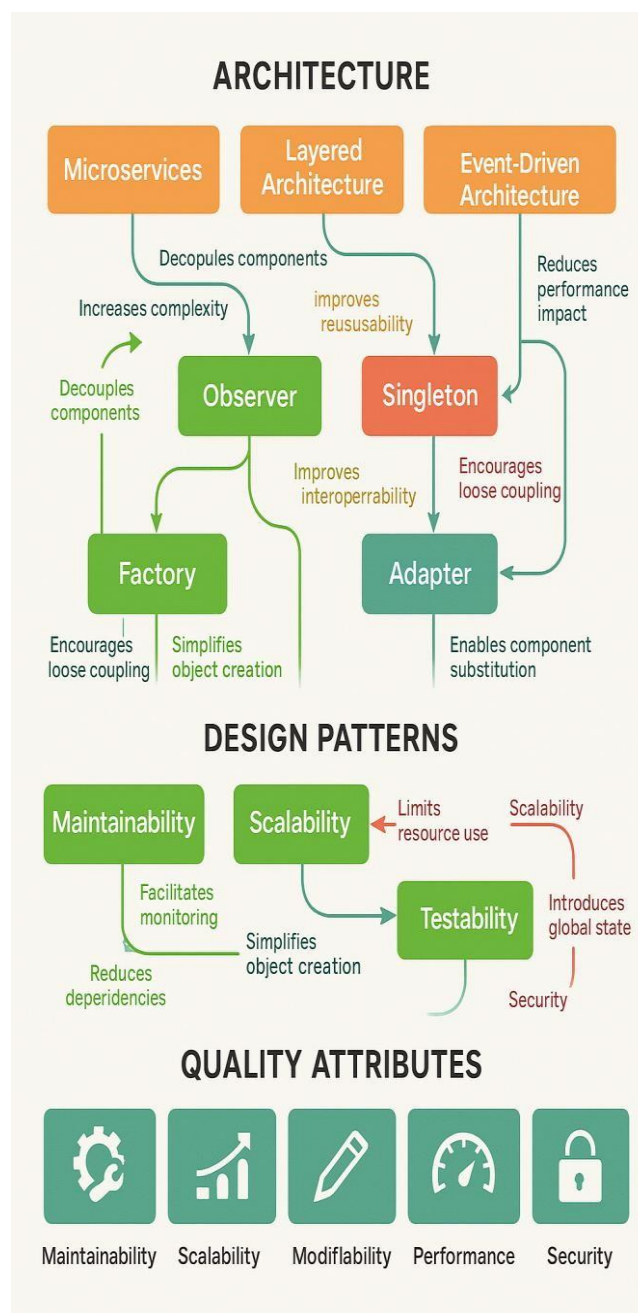 ARCHITECTURE
Microservices
Layered
Architecture
Event-Driven
Architecture
Decopules components
Increases complexity
improves
resususability
Reduces
performance
impact
Decouples
components
Observer
Singleton
Improves
interoperrability
Encourages
loose coupling
Factory
Adapter
Encourages
loose coupling
Simplifies
object creation
Enables component
substitution
DESIGN PATTERNS
Maintainability
Scalability
Limits
resource use
Scalability
Facilitates
monitoring
Testability
Introduces
global state
Simplifies
object creation
Reduces
depenidencies
Security
QUALITY ATTRIBUTES
Maintainability
Scalability
Modiflability
Performance
Security